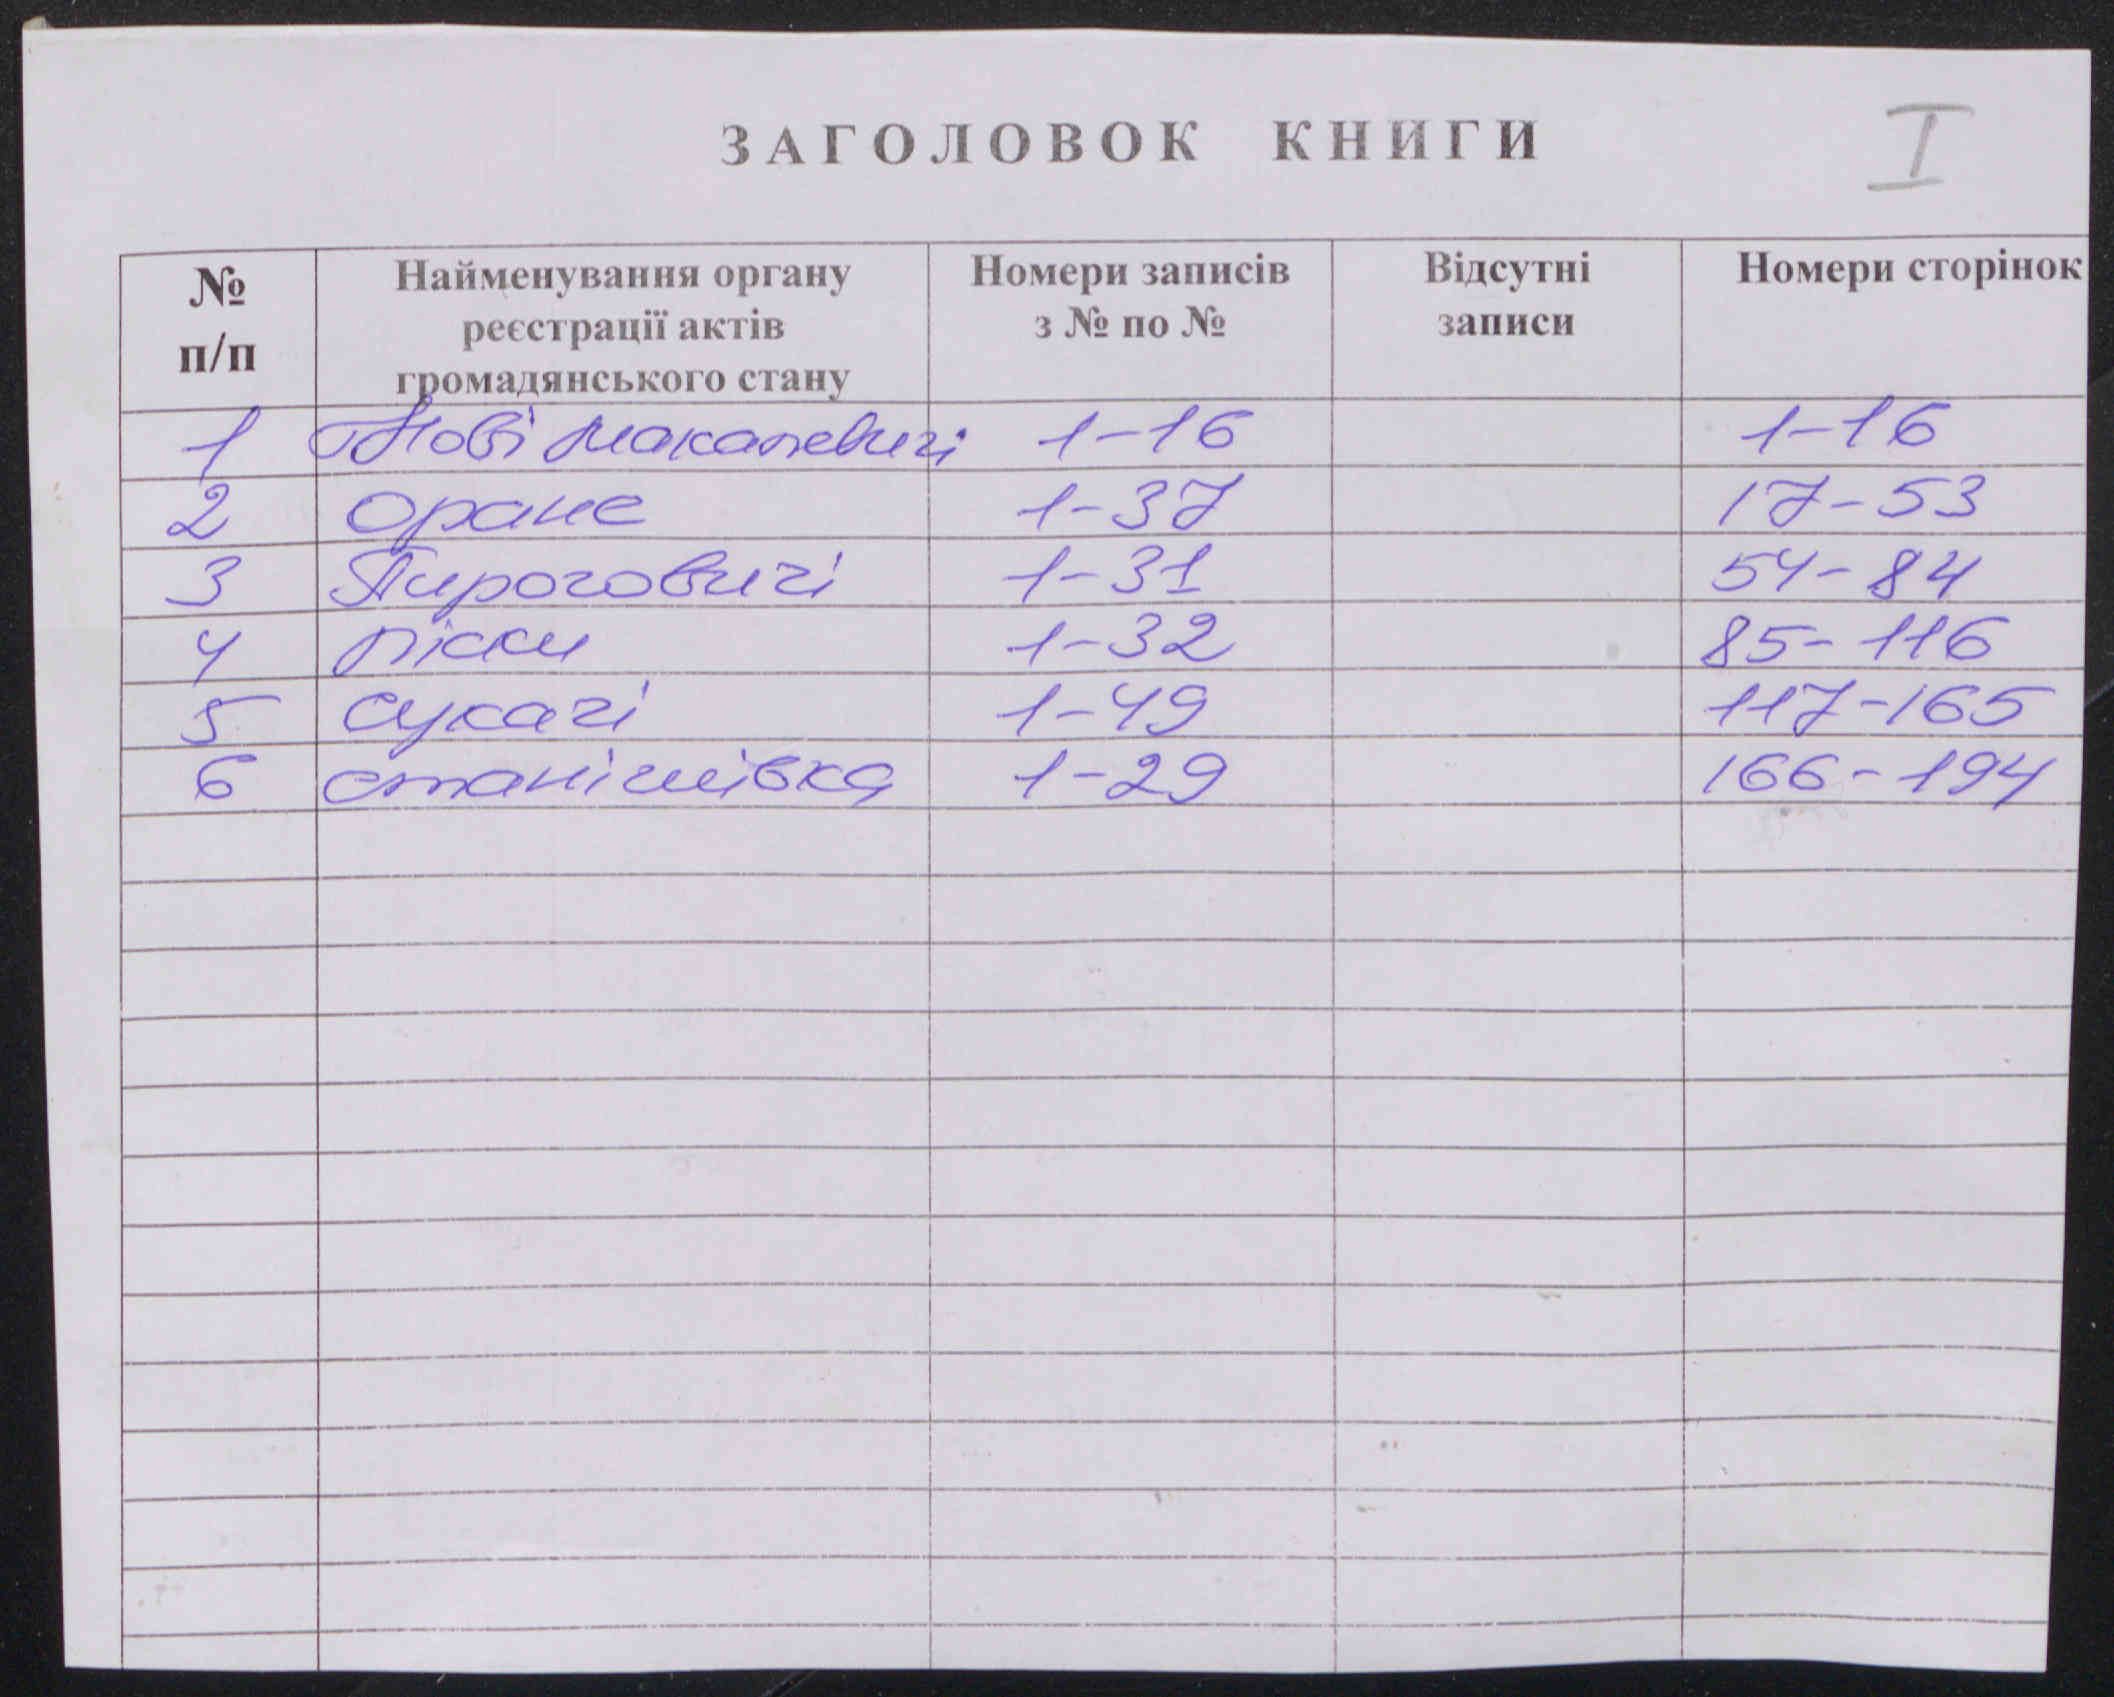 ЗАГОЛОВОК КНИГИ
I
№ п/п Найменування органу реєстрації актів громадянського стану Номери записів з № по № Відсутні записи Номери сторінок
1 Нові Макалевичі 1-16 1-16
2 Оране 1-37 17-53
3 Пироговичі 1-31 54-84
4 Піски 1-32 85-116
5 Сукачі 1-49 117-165
6 Станішівка 1-29 166-194